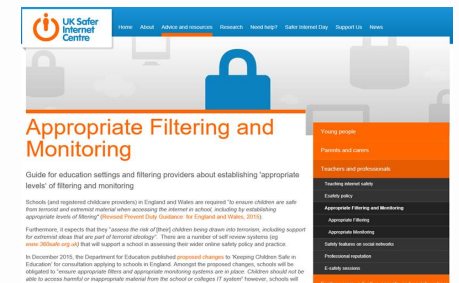 UK Safer
Internet
Centre
Home About Advice and resources Research Need help? Safer Internet Day Support Us News
Appropriate Filtering and
Monitoring
Guide for education settings and filtering providers about establishing 'appropriate
levels' of filtering and monitoring
Schools (and registered childcare providers) in England and Wales are required "to ensure children are safe
from terrorist and extremist material when accessing the internet in school, including by establishing
appropriate levels of filtering" (Revised Prevent Duty Guidance: for England and Wales, 2015).
Furthermore, it expects that they "assess the risk of [their] children being drawn into terrorism, including support
for extremist ideas that are part of terrorist ideology". There are a number of self review systems (eg
www.360safe.org.uk) that will support a school in assessing their wider online safety policy and practice.
In December 2015, the Department for Education published proposed changes to 'Keeping Children Safe in
Education' for consultation applying to schools in England. Amongst the proposed changes, schools will be
obligated to "ensure appropriate filters and appropriate monitoring systems are in place. Children should not be
able to access harmful or inappropriate material from the school or colleges IT system" however, schools will
Young people
Parents and carers
Teachers and professionals
Teaching internet safety
Esafety policy
Appropriate Filtering and Monitoring
Appropriate Filtering
Appropriate Monitoring
Safety features on social networks
Professional reputation
E-safety sessions